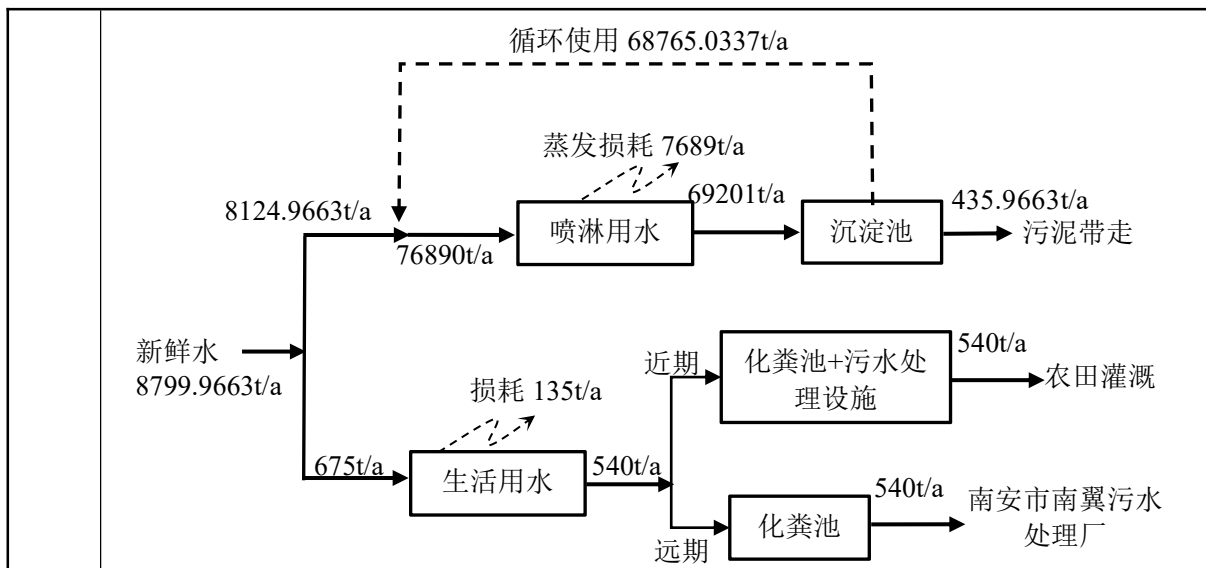 循环使用 68765.0337t/a
蒸发损耗 7689t/a
8124.9663t/a
69201t/a
435.9663t/a
喷淋用水
沉淀池
污泥带走
76890t/a
新鲜水
8799.9663t/a
近期
化粪池+污水处
理设施
540t/a
农田灌溉
损耗 135t/a
675t/a
生活用水
540t/a
远期
化粪池
540t/a
南安市南翼污水
处理厂